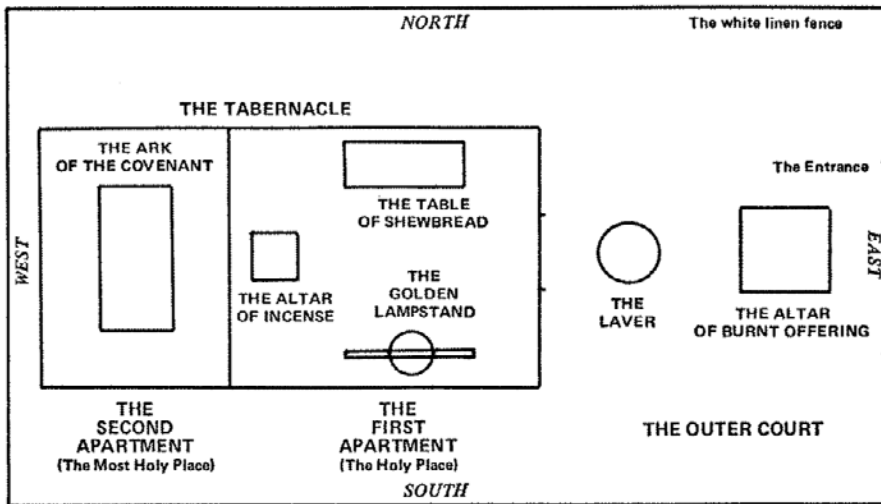 NORTH
The white linen fence
THE TABERNACLE
THE ARK
OF THE COVENANT
THE TABLE
OF SHEWBREAD
The Entrance
WEST
EAST
THE ALTAR
OF INCENSE
THE
GOLDEN
LAMPSTAND
THE
LAVER
THE ALTAR
OF BURNT OFFERING
THE
SECOND
APARTMENT
(The Most Holy Place)
THE
FIRST
APARTMENT
(The Holy Place)
THE OUTER COURT
SOUTH